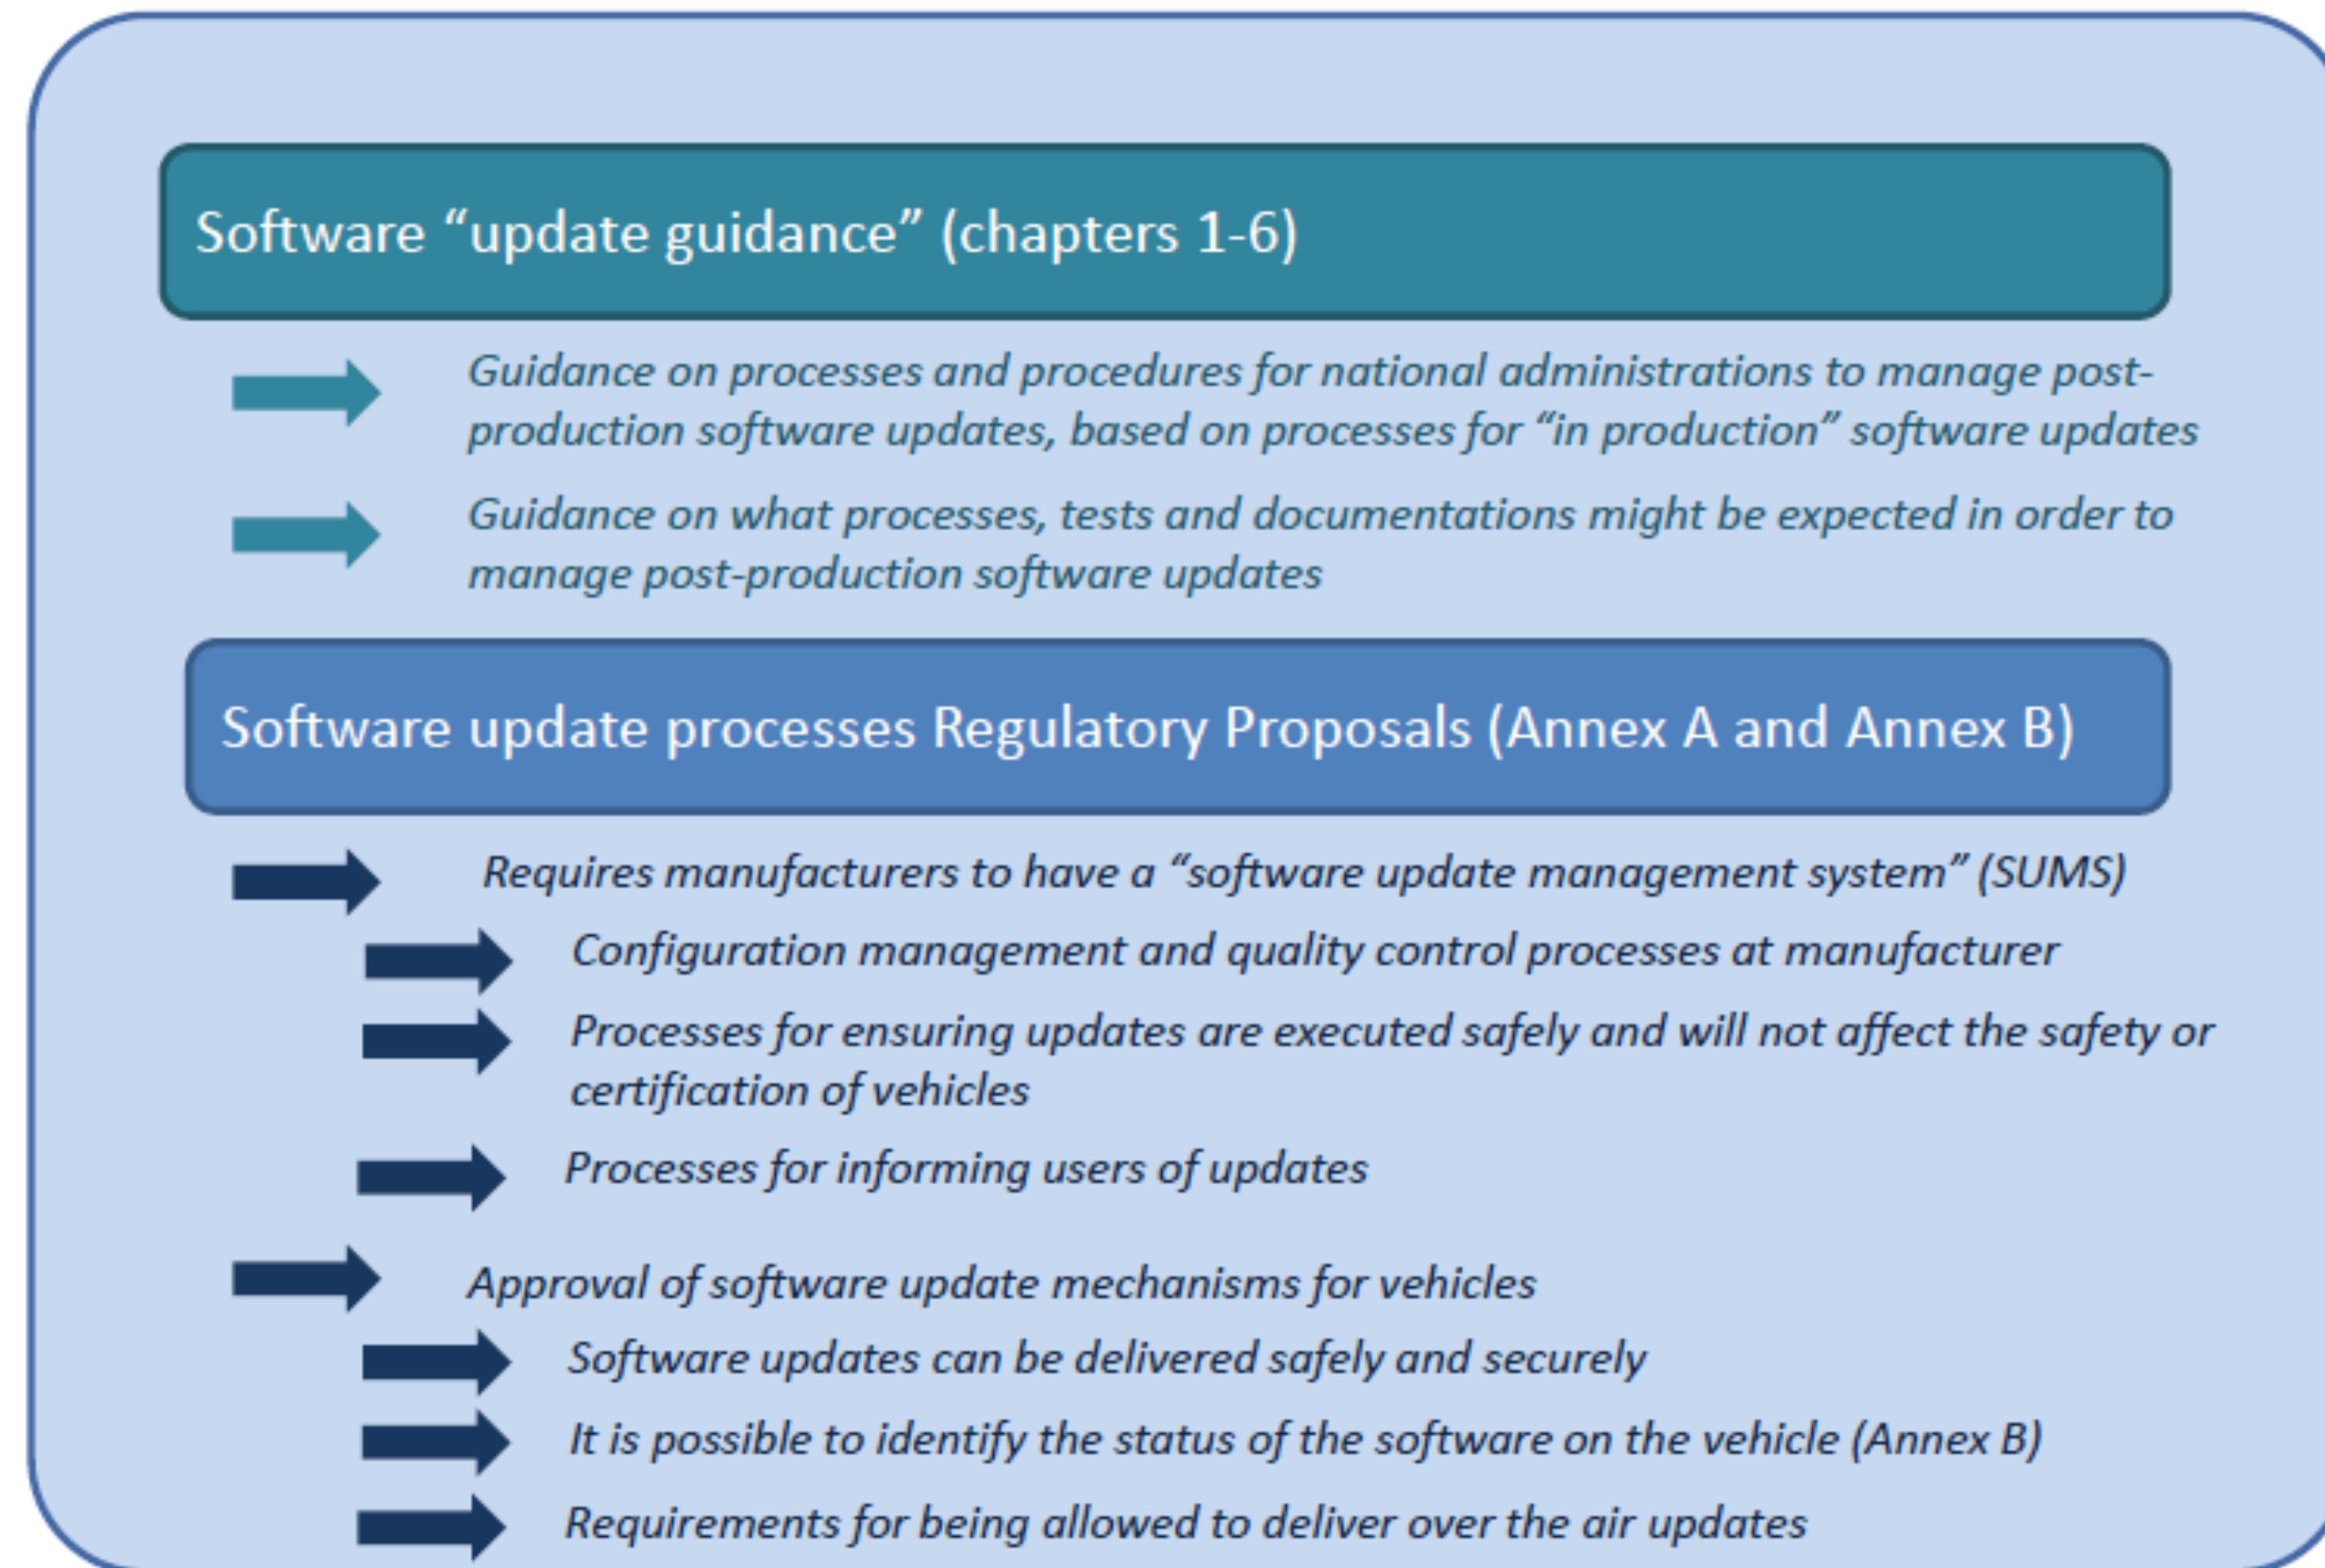 Software “update guidance” (chapters 1-6)
Guidance on processes and procedures for national administrations to manage post-
production software updates, based on processes for “in production” software updates
Guidance on what processes, tests and documentations might be expected in order to
manage post-production software updates
Software update processes Regulatory Proposals (Annex A and Annex B)
Requires manufacturers to have a “software update management system” (SUMS)
Configuration management and quality control processes at manufacturer
Processes for ensuring updates are executed safely and will not affect the safety or
certification of vehicles
Processes for informing users of updates
Approval of software update mechanisms for vehicles
Software updates can be delivered safely and securely
It is possible to identify the status of the software on the vehicle (Annex B)
Requirements for being allowed to deliver over the air updates